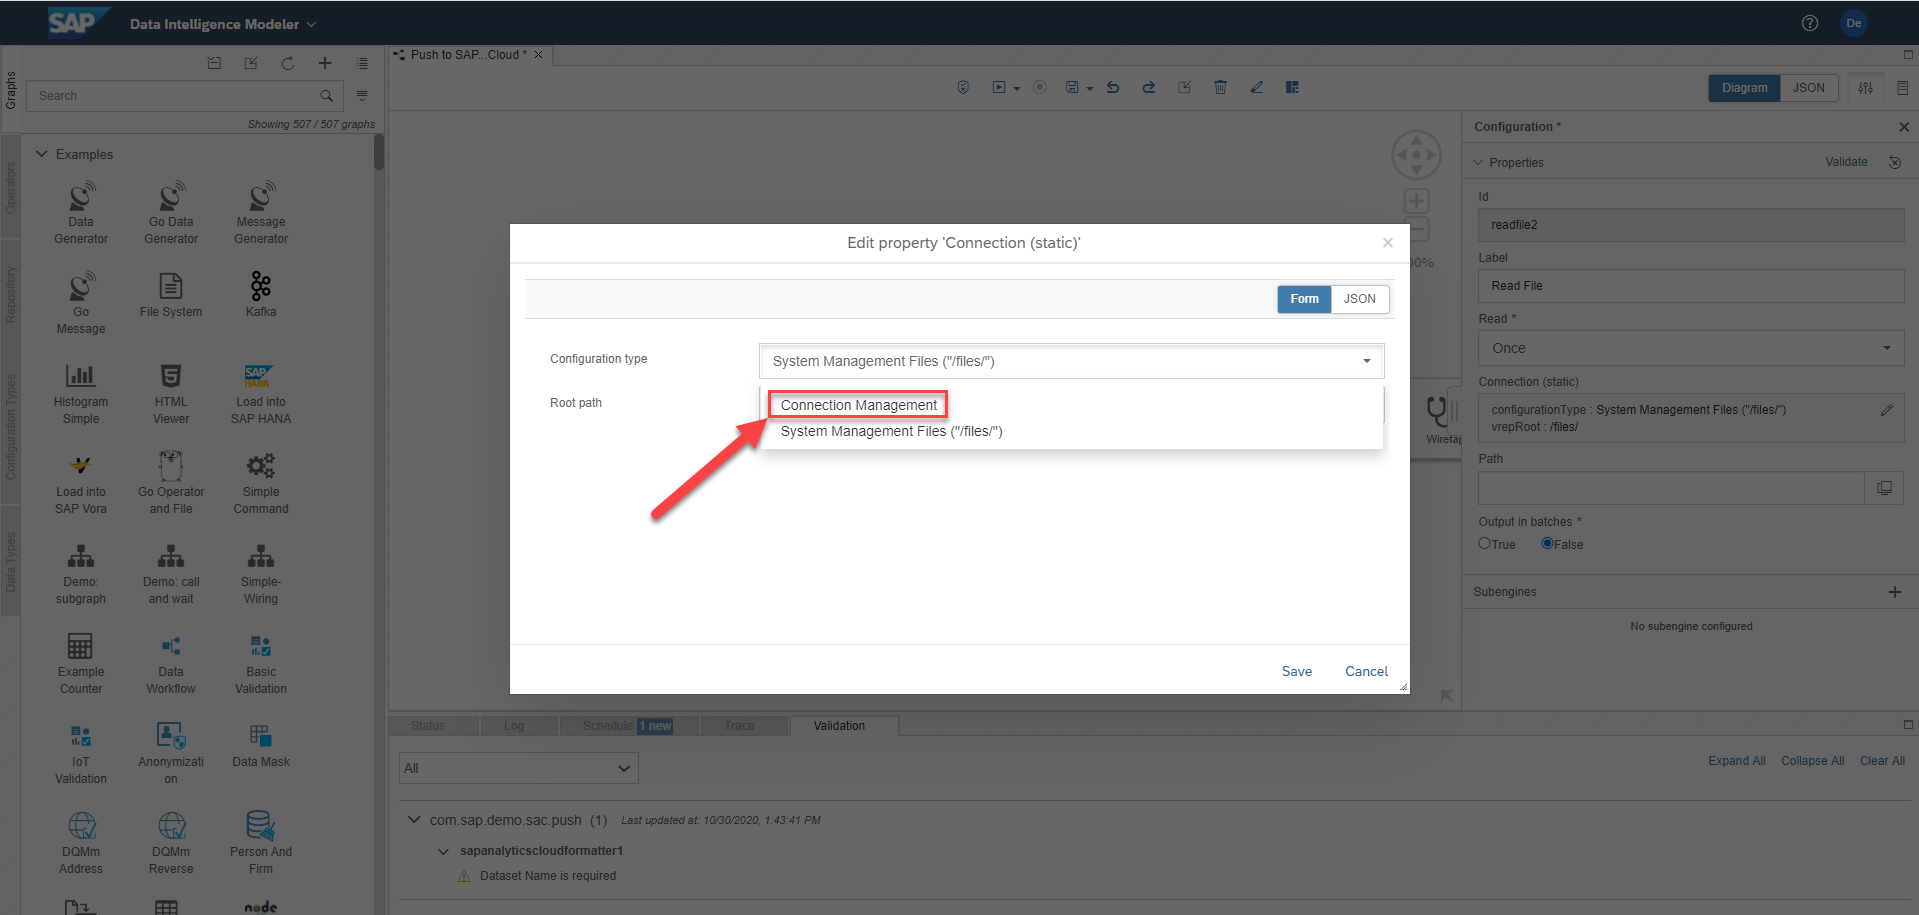 SAP
Data Intelligence Modeler
De
Graphs
Operators
Repository
Configuration Types
Data Types
Search
Showing 507 / 507 graphs
Examples
Data
Generator
Go Data
Generator
Message
Generator
Go
Message
File System
Kafka
Histogram
Simple
HTML
Viewer
SAP
HANA
Load into
SAP HANA
Load into
SAP Vora
Go Operator
and File
Simple
Command
Demo:
subgraph
Demo: call
and wait
Simple-
Wiring
Example
Counter
Data
Workflow
Basic
Validation
IoT
Validation
Anonymizati
on
Data Mask
DQMm
Address
DQMm
Reverse
Person And
Firm
node
Push to SAP...Cloud *
Diagram
JSON
Edit property 'Connection (static)'
Form
JSON
Configuration type
System Management Files ("/files/")
Root path
Connection Management
System Management Files ("/files/")
Save
Cancel
Wiretap
Configuration *
Properties
Validate
Id
readfile2
Label
Read File
Read *
Once
Connection (static)
configurationType : System Management Files ("/files/")
vrepRoot : /files/
Path
Output in batches *
True
False
Subengines
No subengine configured
Status
Log
Schedule
1 new
Trace
Validation
All
Expand All
Collapse All
Clear All
com.sap.demo.sac.push (1)
Last updated at: 10/30/2020, 1:43:41 PM
sapanalyticscloudformatter1
Dataset Name is required